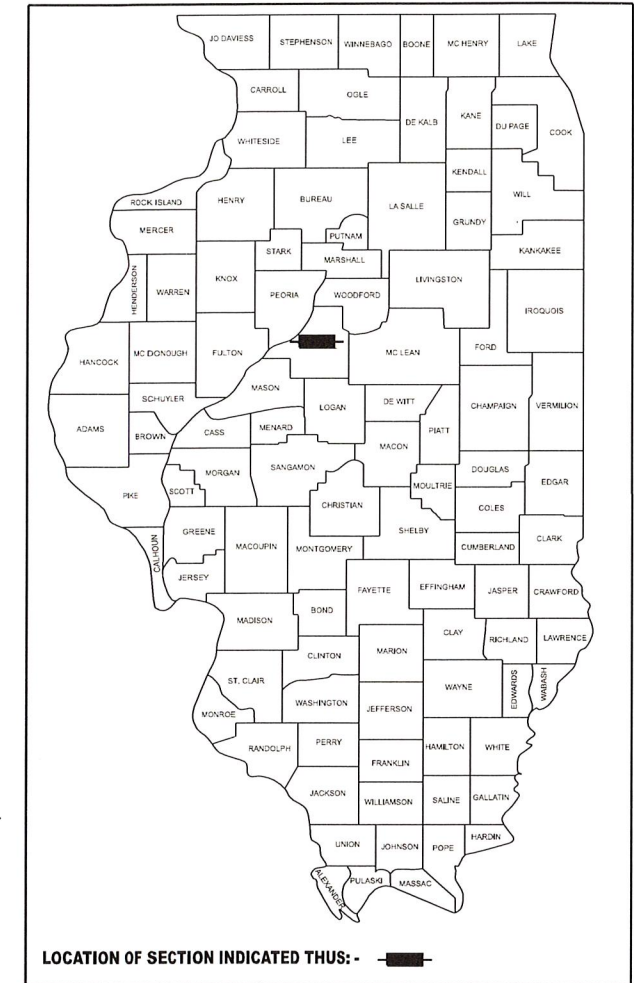 JO DAVIESS STEPHENSON WINNEBAGO BOONE MC HENRY LAKE
CARROLL OGLE
DE KALB KANE DU PAGE COOK
WHITESIDE LEE
KENDALL
ROCK ISLAND HENRY BUREAU LA SALLE WILL
GRUNDY
MERCER PUTNAM
STARK MARSHALL KANKAKEE
HENDERSON WARREN KNOX PEORIA WOODFORD LIVINGSTON
IROQUOIS
HANCOCK MC DONOUGH FULTON MC LEAN FORD
MASON
SCHUYLER LOGAN DE WITT CHAMPAIGN VERMILION
ADAMS BROWN CASS MENARD MACON PIATT
MORGAN SANGAMON DOUGLAS EDGAR
PIKE SCOTT CHRISTIAN MOULTRIE COLES
GREENE SHELBY
CALHOUN MACOUPIN MONTGOMERY CUMBERLAND CLARK
JERSEY
FAYETTE EFFINGHAM JASPER CRAWFORD
MADISON BOND
CLAY RICHLAND LAWRENCE
CLINTON MARION
ST. CLAIR WAYNE EDWARDS WABASH
WASHINGTON JEFFERSON
MONROE
RANDOLPH PERRY HAMILTON WHITE
FRANKLIN
JACKSON WILLIAMSON SALINE GALLATIN
HARDIN
UNION JOHNSON POPE
ALEXANDER PULASKI MASSAC
LOCATION OF SECTION INDICATED THUS: -